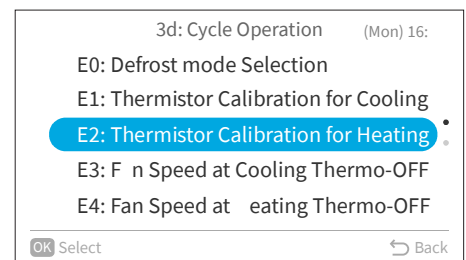 3d: Cycle Operation (Mon) 16:
E0: Defrost mode Selection
E1: Thermistor Calibration for Cooling
E2: Thermistor Calibration for Heating
E3: F n Speed at Cooling Thermo-OFF
E4: Fan Speed at eating Thermo-OFF
OK Select Back